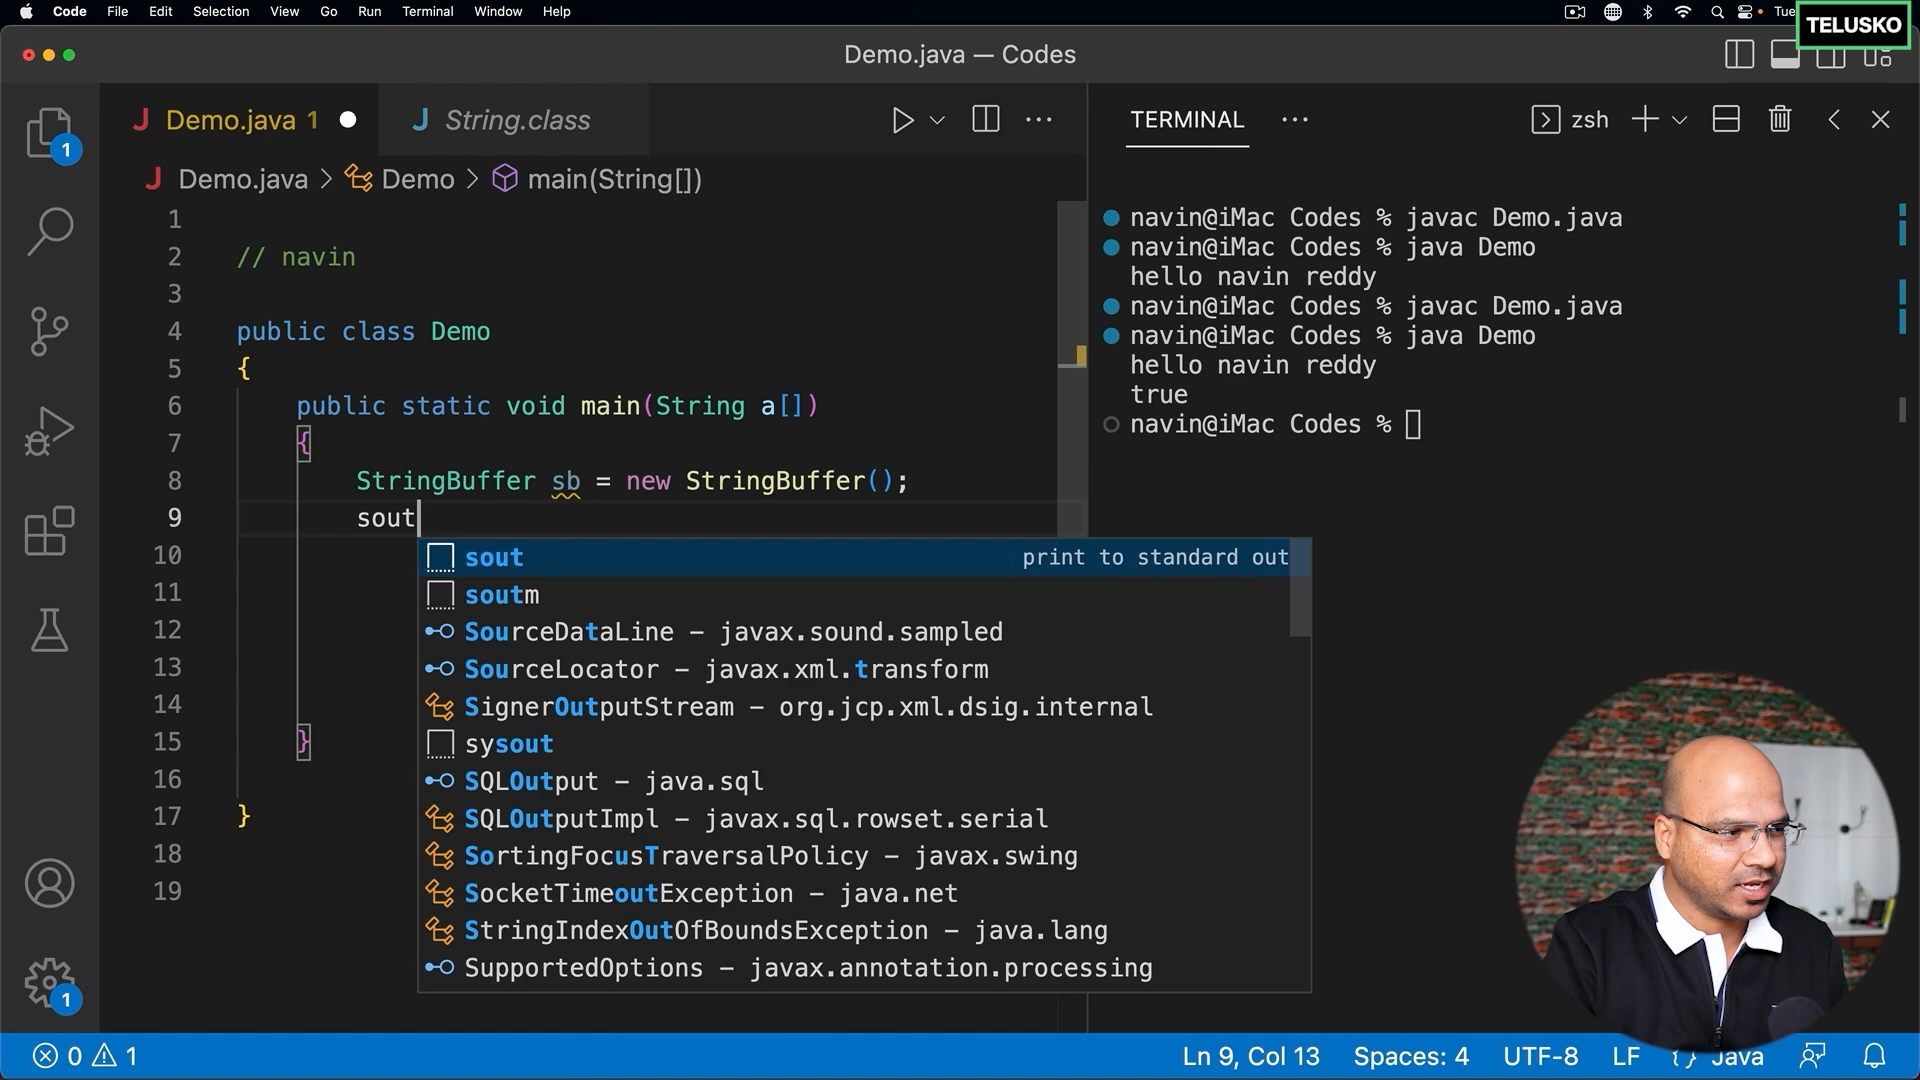 Code File Edit Selection View Go Run Terminal Window Help Tue
TELUSKO
Demo.java — Codes
Demo.java 1 String.class
Demo.java > Demo > main(String[])
1
2 // navin
3
4 public class Demo
5 {
6 public static void main(String a[])
7 {
8 StringBuffer sb = new StringBuffer();
9 sout
10
11
12
13
14
15 }
16
17 }
18
19
sout print to standard out
soutm
SourceDataLine – javax.sound.sampled
SourceLocator – javax.xml.transform
SignerOutputStream – org.jcp.xml.dsig.internal
sysout
SQLOutput – java.sql
SQLOutputImpl – javax.sql.rowset.serial
SortingFocusTraversalPolicy – javax.swing
SocketTimeoutException – java.net
StringIndexOutOfBoundsException – java.lang
SupportedOptions – javax.annotation.processing
TERMINAL zsh
navin@iMac Codes % javac Demo.java
navin@iMac Codes % java Demo
hello navin reddy
navin@iMac Codes % javac Demo.java
navin@iMac Codes % java Demo
hello navin reddy
true
navin@iMac Codes %
1
1
0 1 Ln 9, Col 13 Spaces: 4 UTF-8 LF {} Java